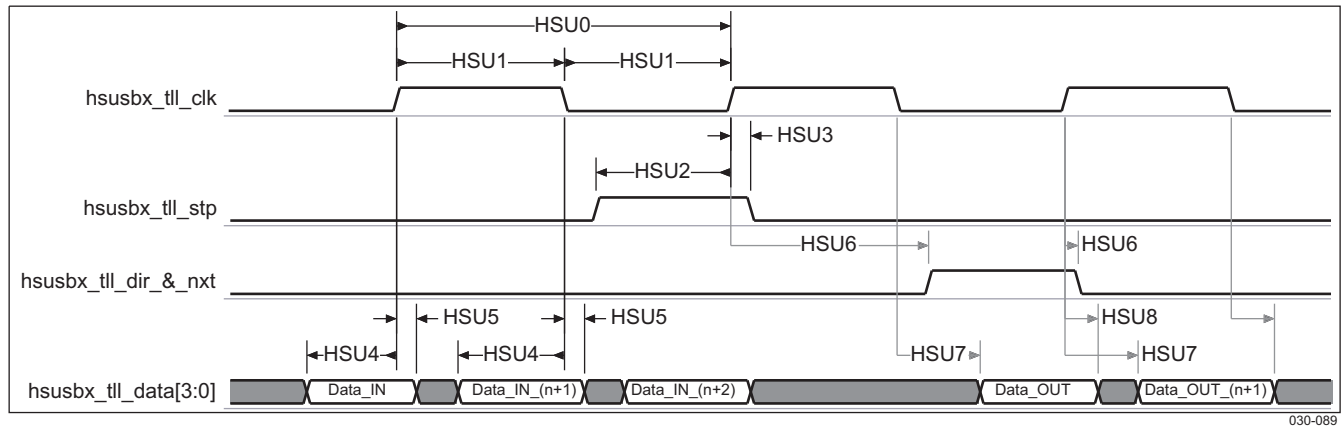 HSU0
HSU1 HSU1
hsusbx_tll_clk
HSU3
HSU2
hsusbx_tll_stp
HSU6 HSU6
hsusbx_tll_dir_&_nxt
HSU5 HSU5 HSU8
HSU4 HSU4 HSU7 HSU7
hsusbx_tll_data[3:0] Data_IN Data_IN_(n+1) Data_IN_(n+2) Data_OUT Data_OUT_(n+1)
030-089